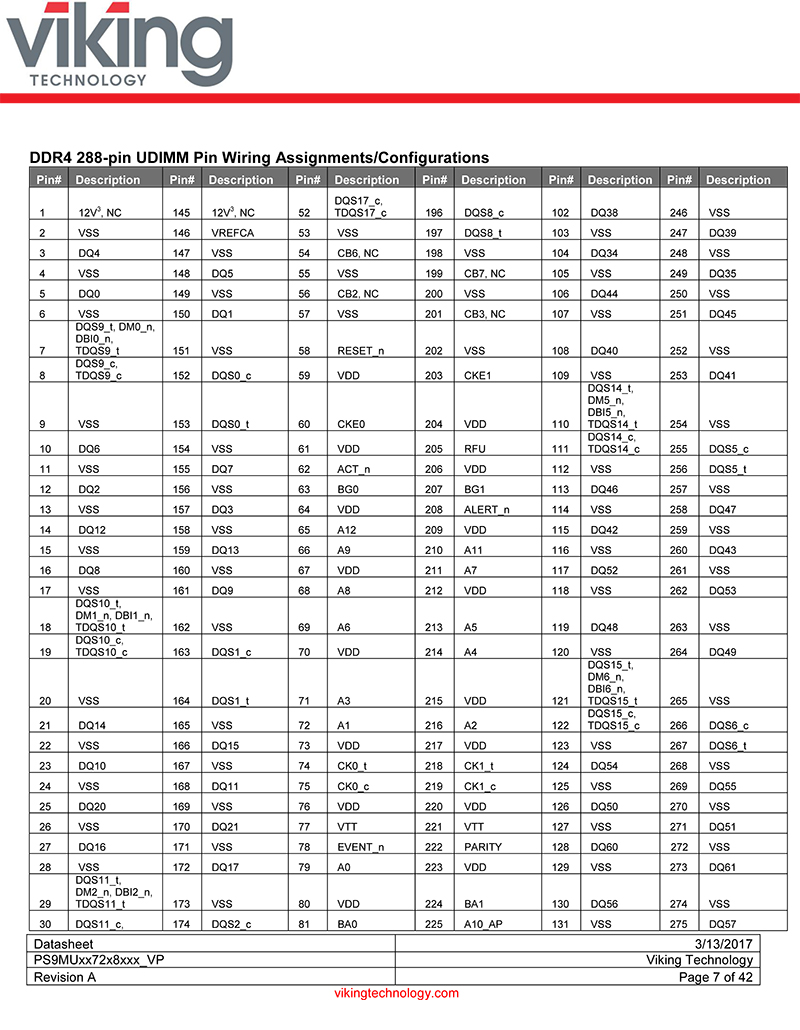 viking
TECHNOLOGY
DDR4 288-pin UDIMM Pin Wiring Assignments/Configurations
Pin# Description Pin# Description Pin# Description Pin# Description Pin# Description Pin# Description
1 12V3, NC 145 12V3, NC 52 DQS17_c, TDQS17_c 196 DQS8_c 102 DQ38 246 VSS
2 VSS 146 VREFCA 53 VSS 197 DQS8_t 103 VSS 247 DQ39
3 DQ4 147 VSS 54 CB6, NC 198 VSS 104 DQ34 248 VSS
4 VSS 148 DQ5 55 VSS 199 CB7, NC 105 VSS 249 DQ35
5 DQ0 149 VSS 56 CB2, NC 200 VSS 106 DQ44 250 VSS
6 VSS 150 DQ1 57 VSS 201 CB3, NC 107 VSS 251 DQ45
7 DQS9_t, DM0_n, DBI0_n, TDQS9_t 151 VSS 58 RESET_n 202 VSS 108 DQ40 252 VSS
8 DQS9_c, TDQS9_c 152 DQS0_c 59 VDD 203 CKE1 109 VSS 253 DQ41
9 VSS 153 DQS0_t 60 CKE0 204 VDD 110 DQS14_t, DM5_n, DBI5_n, TDQS14_t 254 VSS
10 DQ6 154 VSS 61 VDD 205 RFU 111 DQS14_c, TDQS14_c 255 DQS5_c
11 VSS 155 DQ7 62 ACT_n 206 VDD 112 VSS 256 DQS5_t
12 DQ2 156 VSS 63 BG0 207 BG1 113 DQ46 257 VSS
13 VSS 157 DQ3 64 VDD 208 ALERT_n 114 VSS 258 DQ47
14 DQ12 158 VSS 65 A12 209 VDD 115 DQ42 259 VSS
15 VSS 159 DQ13 66 A9 210 A11 116 VSS 260 DQ43
16 DQ8 160 VSS 67 VDD 211 A7 117 DQ52 261 VSS
17 VSS 161 DQ9 68 A8 212 VDD 118 VSS 262 DQ53
18 DQS10_t, DM1_n, DBI1_n, TDQS10_t 162 VSS 69 A6 213 A5 119 DQ48 263 VSS
19 DQS10_c, TDQS10_c 163 DQS1_c 70 VDD 214 A4 120 VSS 264 DQ49
20 VSS 164 DQS1_t 71 A3 215 VDD 121 DQS15_t, DM6_n, DBI6_n, TDQS15_t 265 VSS
21 DQ14 165 VSS 72 A1 216 A2 122 DQS15_c, TDQS15_c 266 DQS6_c
22 VSS 166 DQ15 73 VDD 217 VDD 123 VSS 267 DQS6_t
23 DQ10 167 VSS 74 CK0_t 218 CK1_t 124 DQ54 268 VSS
24 VSS 168 DQ11 75 CK0_c 219 CK1_c 125 VSS 269 DQ55
25 DQ20 169 VSS 76 VDD 220 VDD 126 DQ50 270 VSS
26 VSS 170 DQ21 77 VTT 221 VTT 127 VSS 271 DQ51
27 DQ16 171 VSS 78 EVENT_n 222 PARITY 128 DQ60 272 VSS
28 VSS 172 DQ17 79 A0 223 VDD 129 VSS 273 DQ61
29 DQS11_t, DM2_n, DBI2_n, TDQS11_t 173 VSS 80 VDD 224 BA1 130 DQ56 274 VSS
30 DQS11_c, 174 DQS2_c 81 BA0 225 A10_AP 131 VSS 275 DQ57
Datasheet 3/13/2017
PS9MUxx72x8xxx_VP Viking Technology
Revision A Page 7 of 42
vikingtechnology.com